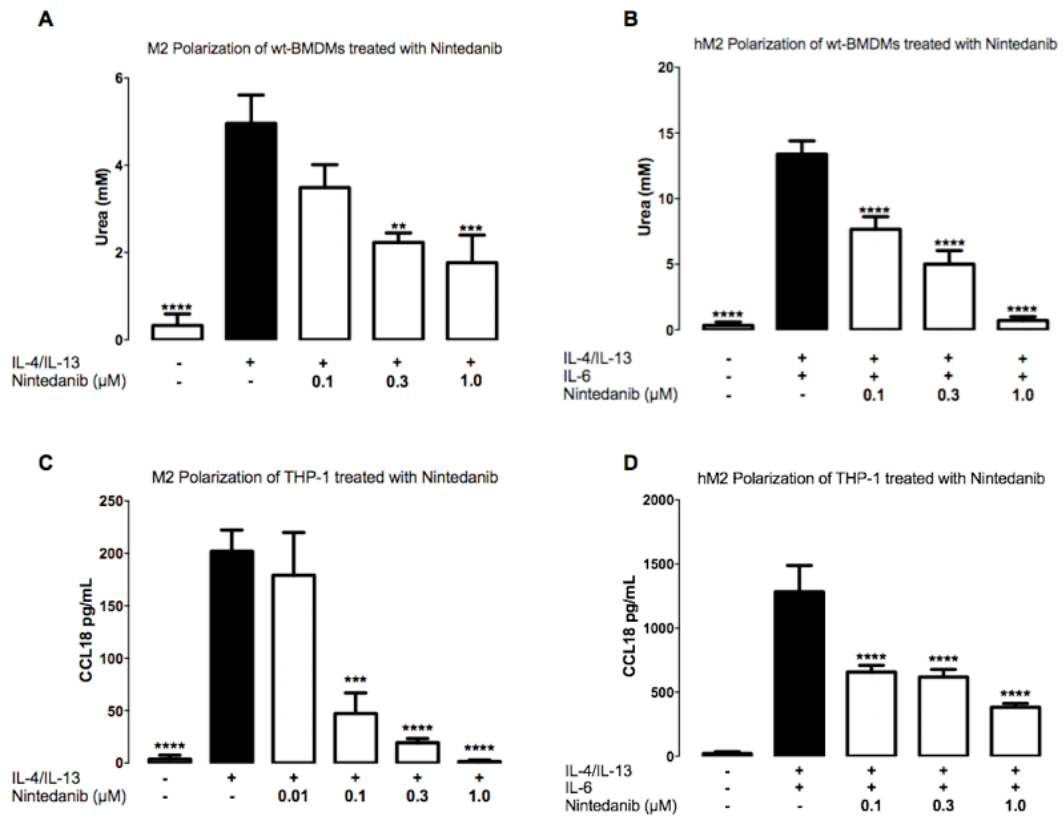 A
M2 Polarization of wt-BMDMs treated with Nintedanib
Urea (mM)
6
4
2
0
****
**
***
IL-4/IL-13 - + + + +
Nintedanib (µM) - - 0.1 0.3 1.0
B
hM2 Polarization of wt-BMDMs treated with Nintedanib
Urea (mM)
20
15
10
5
0
****
****
****
****
IL-4/IL-13 - + + + +
IL-6 - + + + +
Nintedanib (µM) - - 0.1 0.3 1.0
C
M2 Polarization of THP-1 treated with Nintedanib
CCL18 pg/mL
250
200
150
100
50
0
****
***
****
****
IL-4/IL-13 - + + + + +
Nintedanib (µM) - - 0.01 0.1 0.3 1.0
D
hM2 Polarization of THP-1 treated with Nintedanib
CCL18 pg/mL
2000
1500
1000
500
0
****
****
****
IL-4/IL-13 - + + + +
IL-6 - + + + +
Nintedanib (µM) - - 0.1 0.3 1.0